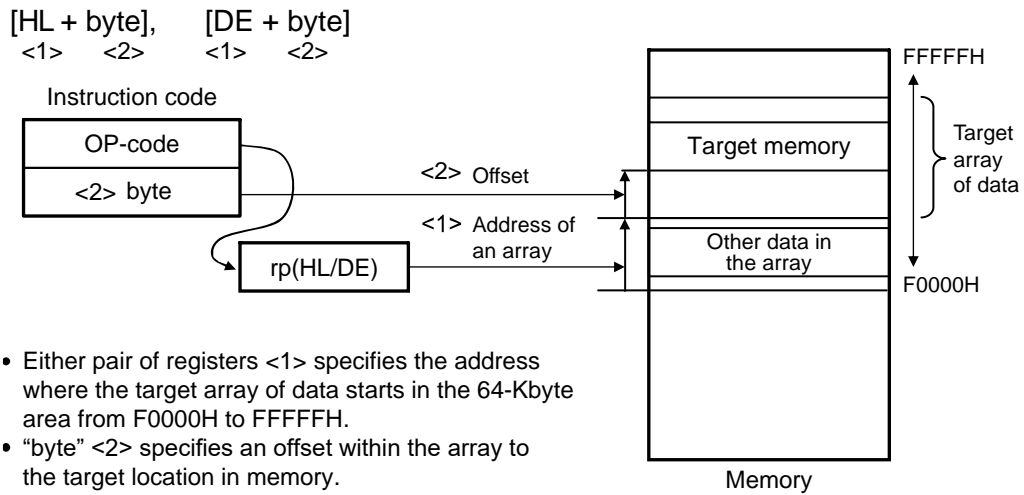 [HL + byte], [DE + byte]
<1> <2> <1> <2>
Instruction code
OP-code
<2> byte
rp(HL/DE)
<2> Offset
<1> Address of
an array
Target memory
Other data in
the array
FFFFFH
Target
array
of data
F0000H
Memory
• Either pair of registers <1> specifies the address
where the target array of data starts in the 64-Kbyte
area from F0000H to FFFFFH.
• “byte” <2> specifies an offset within the array to
the target location in memory.